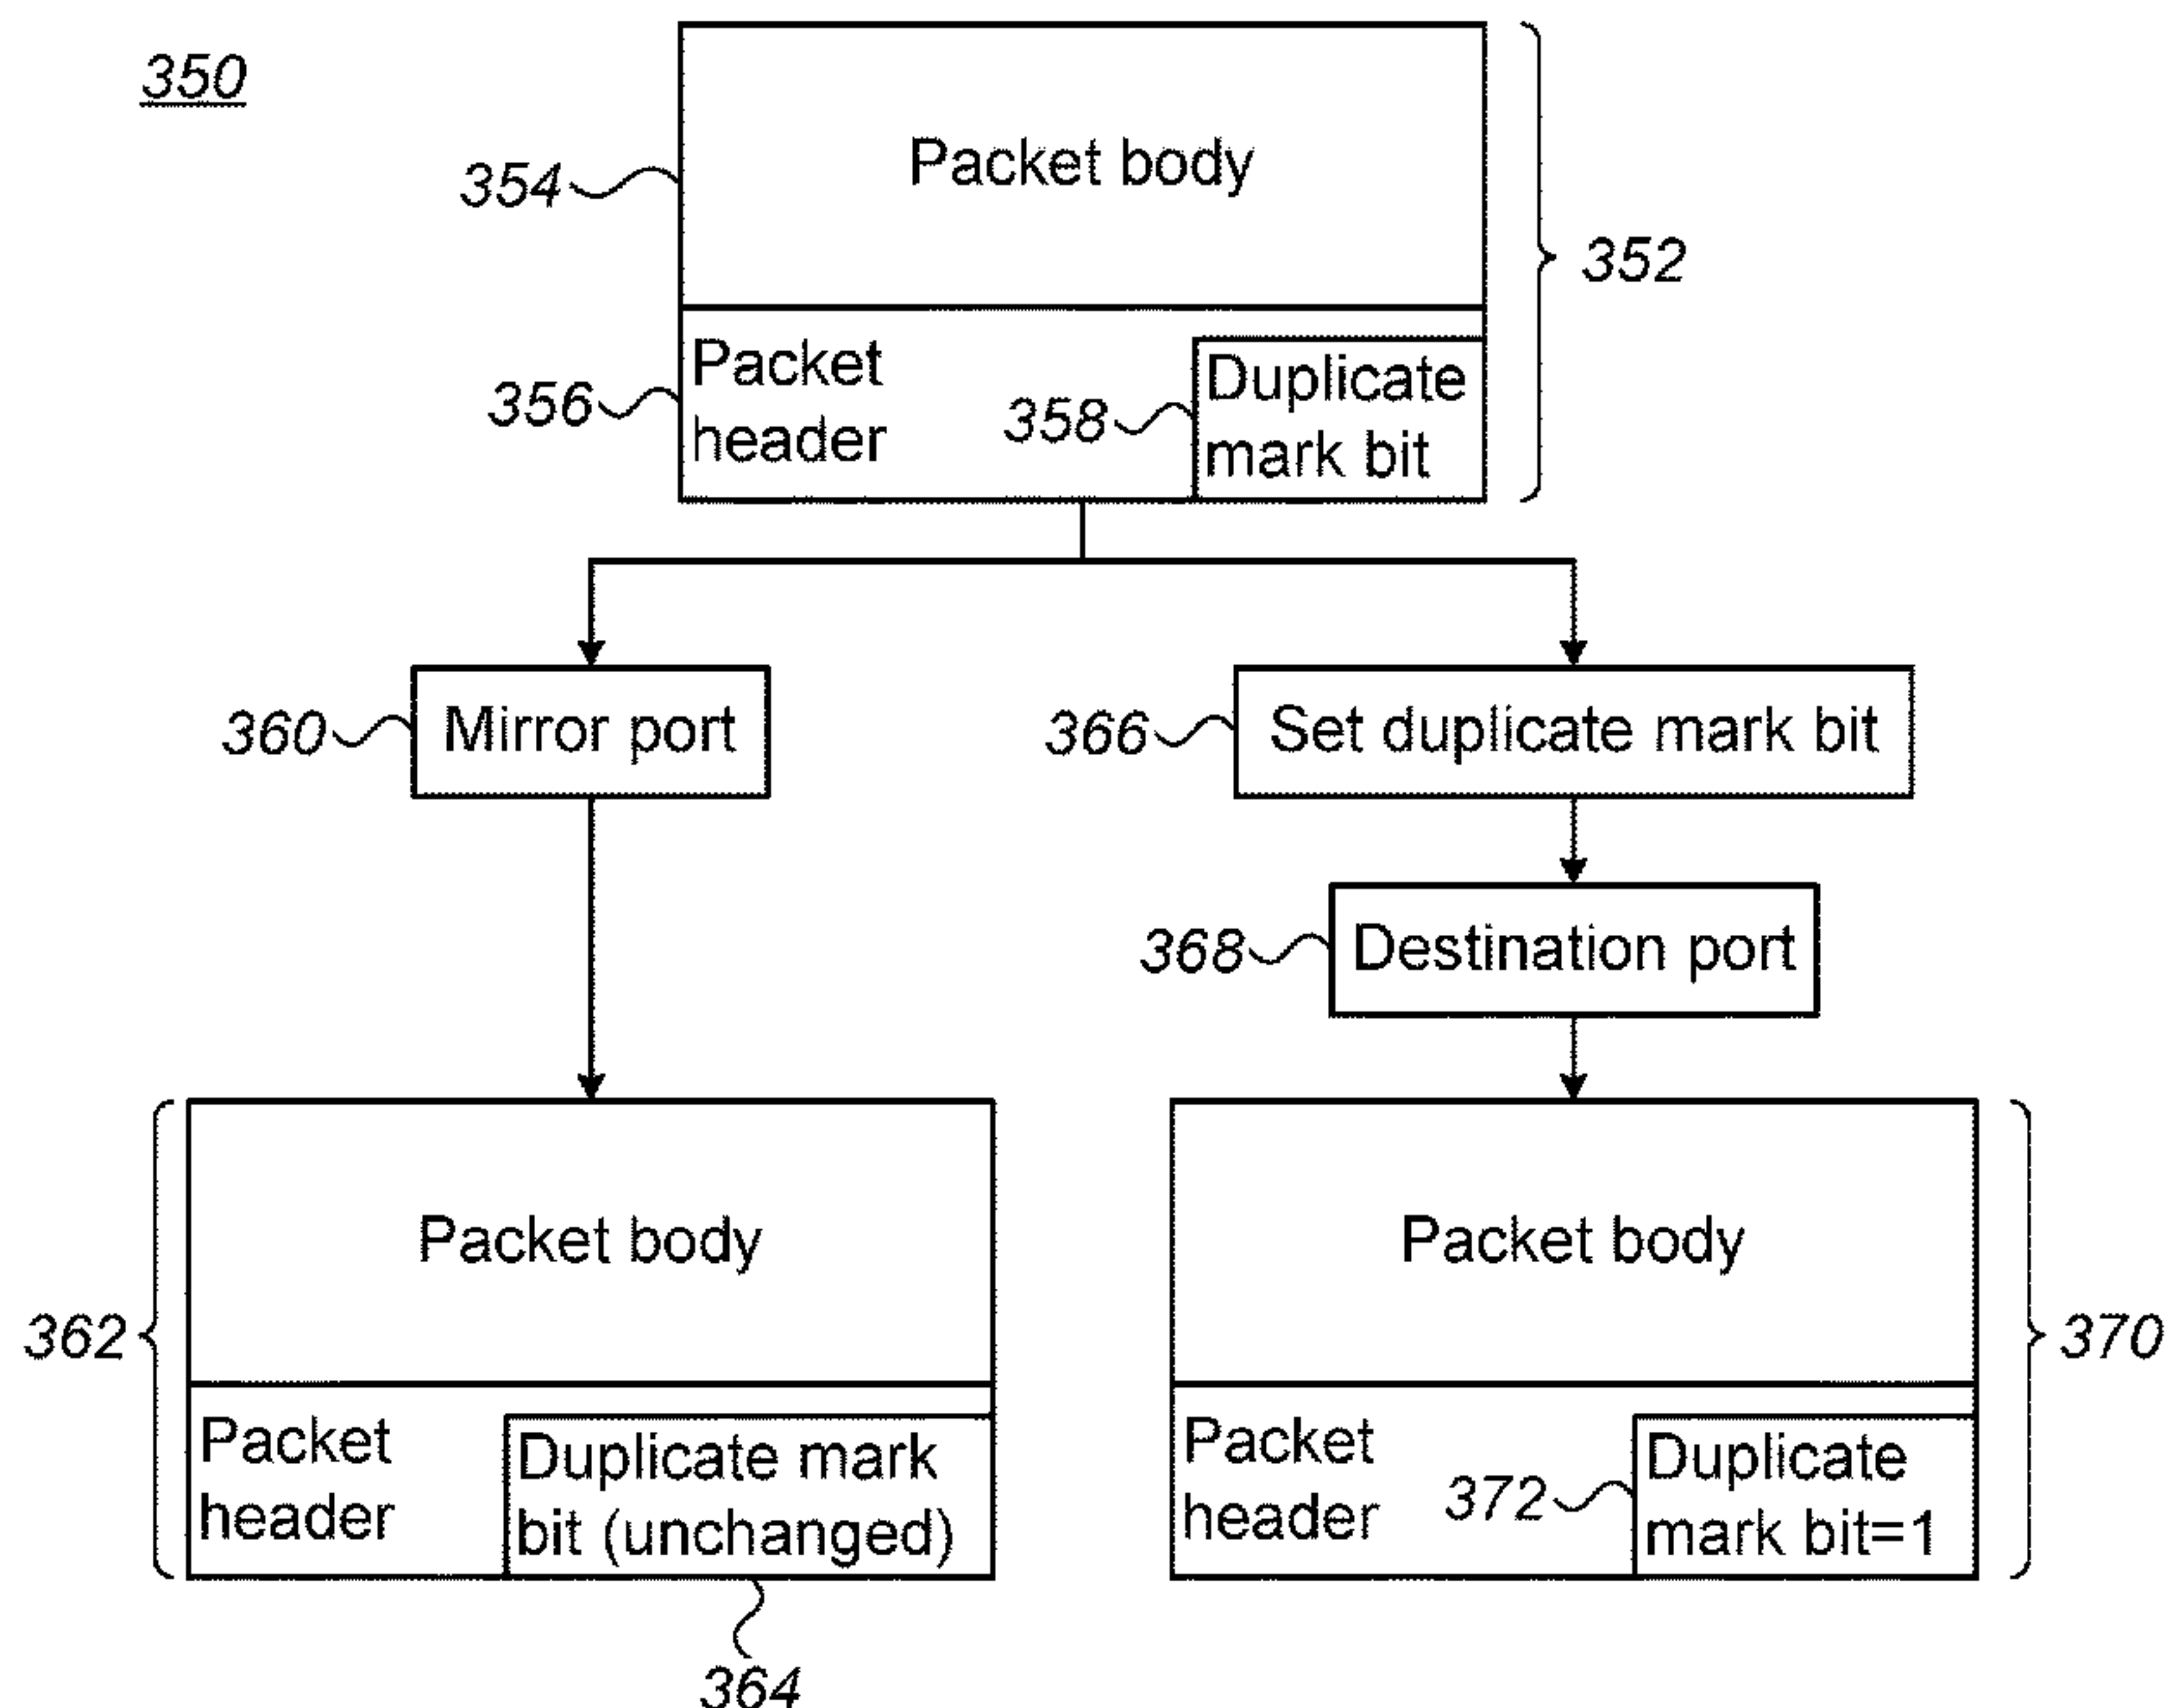 350
Packet body
354
352
Packet
header
356
358
Duplicate
mark bit
360
Mirror port
366
Set duplicate mark bit
368
Destination port
Packet body
362
Packet
header
Duplicate mark
bit (unchanged)
364
Packet body
370
Packet
header
372
Duplicate
mark bit=1